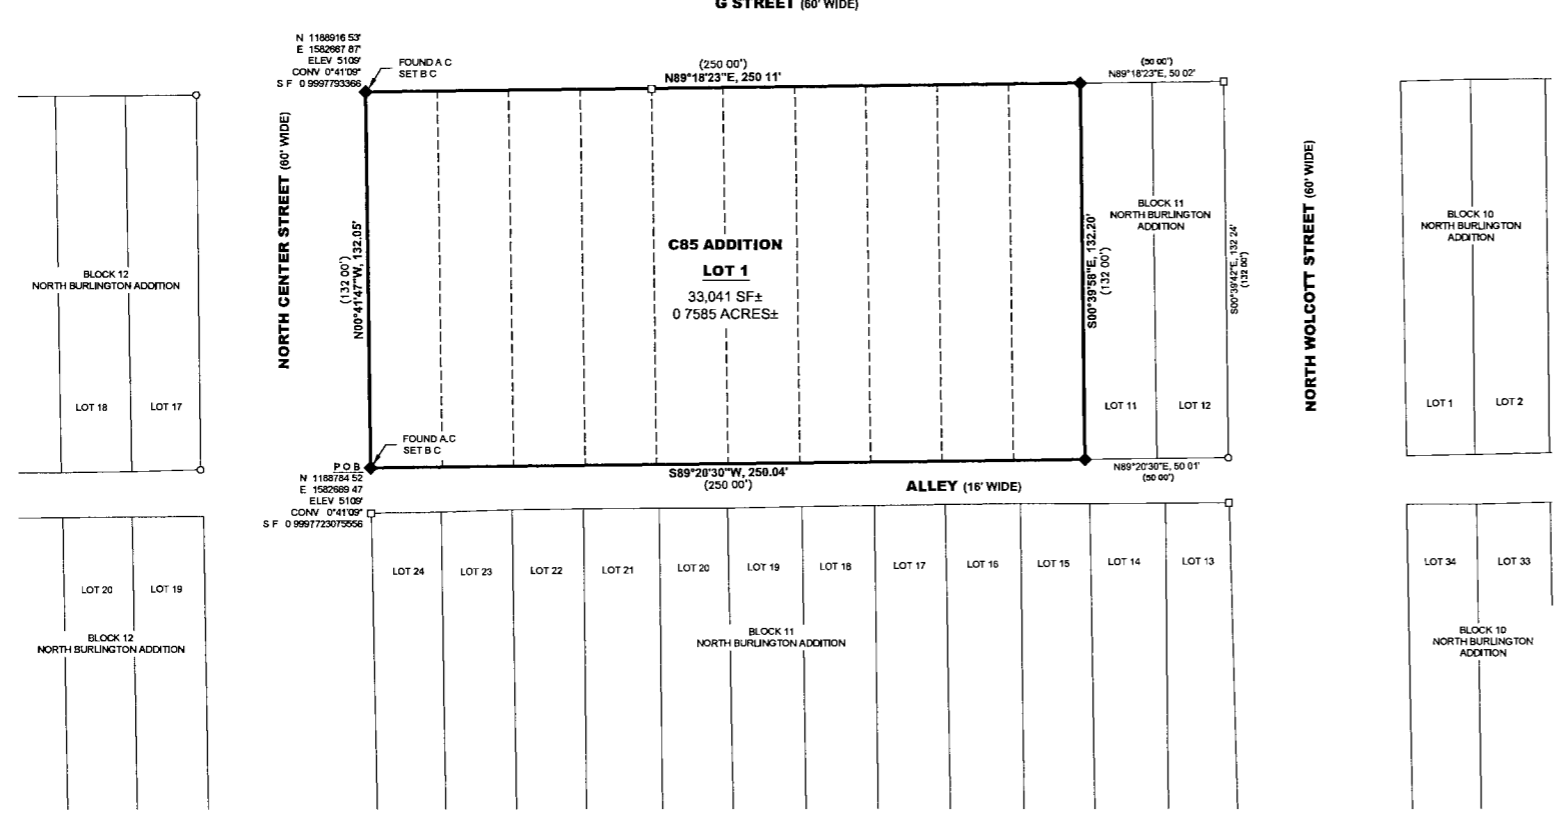 G STREET (60' WIDE)
N 1188916 53'
E 1582687 87'
ELEV 5109'
CONV 0°41'09"
S F 0 9997793366
FOUND A C
SET B C
(250 00')
N89°18'23"E, 250 11'
(50 00')
N89°18'23"E, 50 02'
NORTH CENTER STREET (60' WIDE)
(132 00')
N00°41'47"W, 132.05'
C85 ADDITION
LOT 1
33,041 SF±
0 7585 ACRES±
S00°39'58"E, 132.20'
(132 00')
BLOCK 11
NORTH BURLINGTON
ADDITION
S00°39'42"E, 132 24'
(132 00')
NORTH WOLCOTT STREET (60' WIDE)
BLOCK 10
NORTH BURLINGTON
ADDITION
BLOCK 12
NORTH BURLINGTON ADDITION
LOT 18
LOT 17
LOT 11
LOT 12
LOT 1
LOT 2
FOUND A.C
SET B C
P O B
N 1188784 52
E 1582689 47
ELEV 5109'
CONV 0°41'09"
S F 0 9997723075556
S89°20'30"W, 250.04'
(250 00')
ALLEY (16' WIDE)
N89°20'30"E, 50 01'
(50 00')
LOT 20
LOT 19
BLOCK 12
NORTH BURLINGTON ADDITION
LOT 24
LOT 23
LOT 22
LOT 21
LOT 20
LOT 19
LOT 18
LOT 17
LOT 16
LOT 15
LOT 14
LOT 13
BLOCK 11
NORTH BURLINGTON ADDITION
LOT 34
LOT 33
BLOCK 10
NORTH BURLINGTON
ADDITION